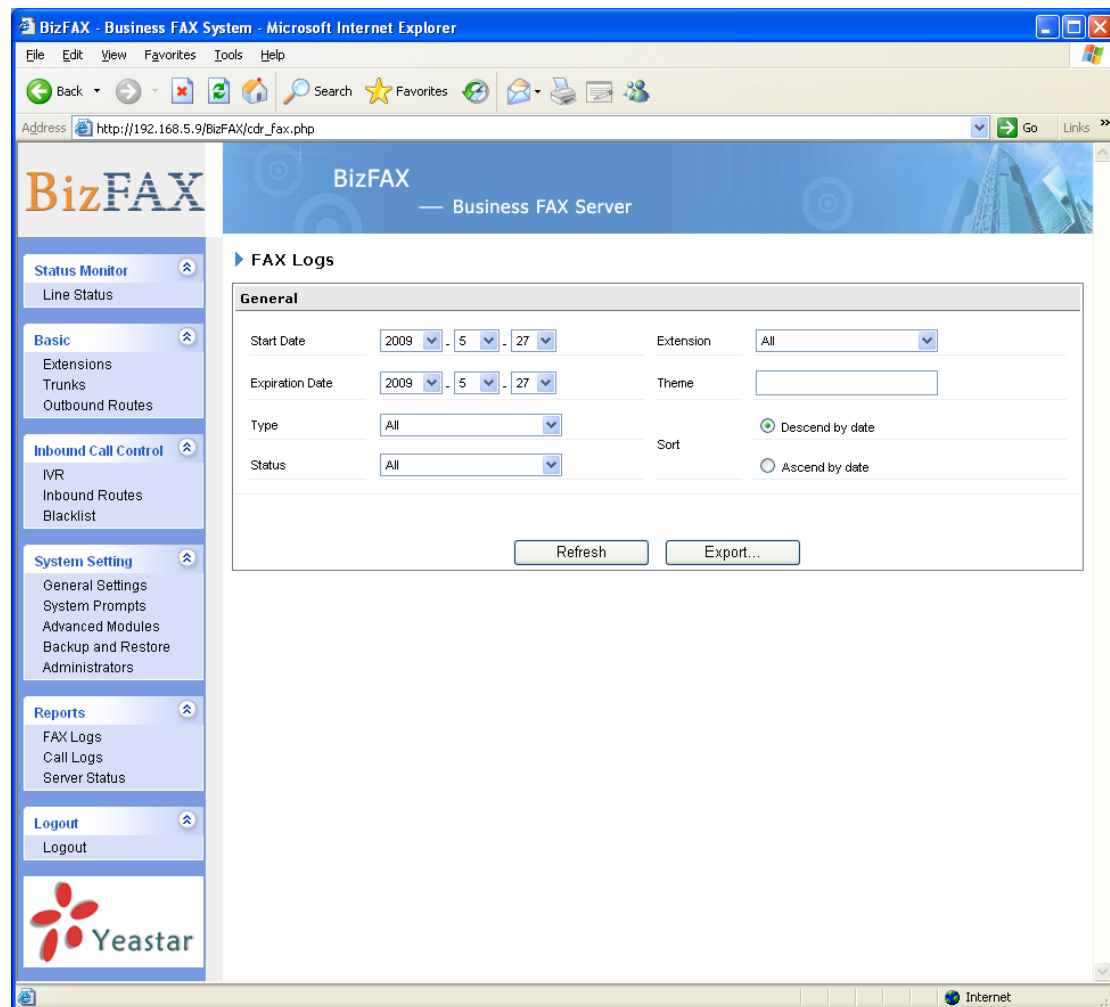 BizFAX - Business FAX System - Microsoft Internet Explorer
File Edit View Favorites Tools Help
Back Search Favorites
Address http://192.168.5.9/BizFAX/cdr_fax.php Go Links »
BizFAX
BizFAX
— Business FAX Server
Status Monitor
Line Status
Basic
Extensions
Trunks
Outbound Routes
Inbound Call Control
IVR
Inbound Routes
Blacklist
System Setting
General Settings
System Prompts
Advanced Modules
Backup and Restore
Administrators
Reports
FAX Logs
Call Logs
Server Status
Logout
Logout
Yeastar
FAX Logs
General
Start Date 2009 - 5 - 27 Extension All
Expiration Date 2009 - 5 - 27 Theme
Type All
Sort
Descend by date
Status All
Ascend by date
Refresh Export...
Internet